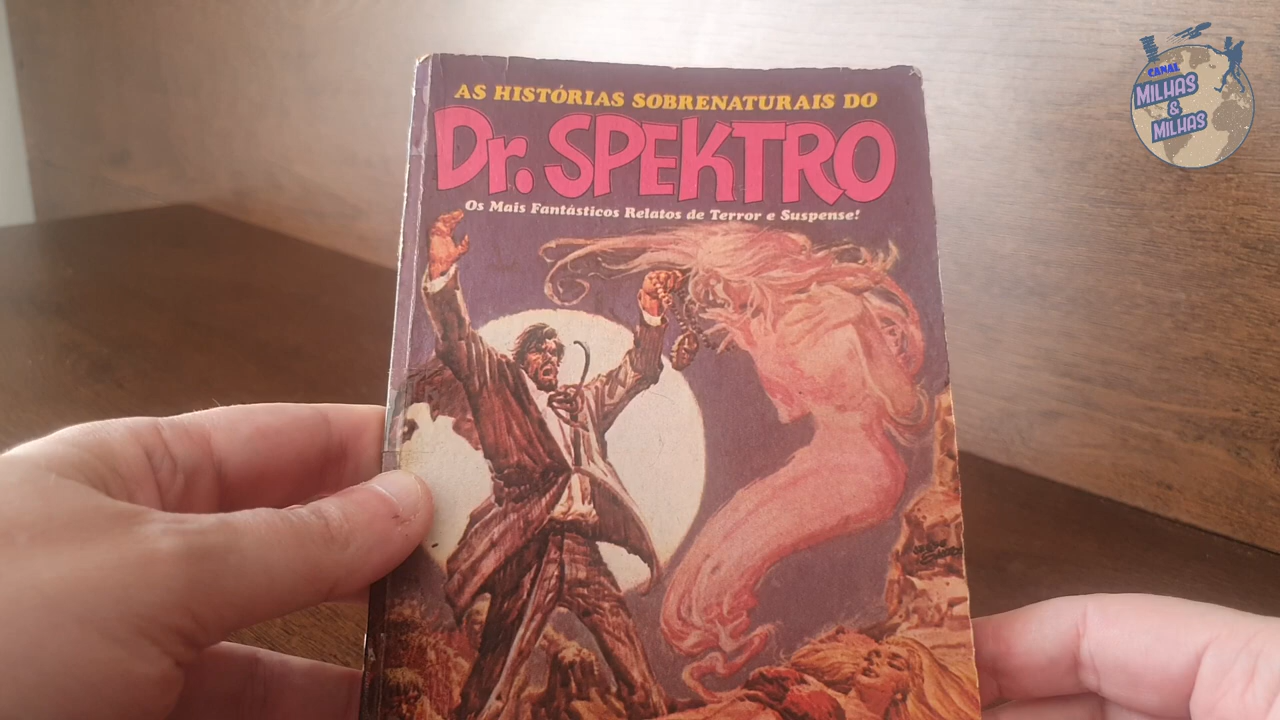 AS HISTÓRIAS SOBRENATURAIS DO
Dr. SPEKTRO
Os Mais Fantásticos Relatos de Terror e Suspense!
CANAL
MILHAS
&
MILHAS